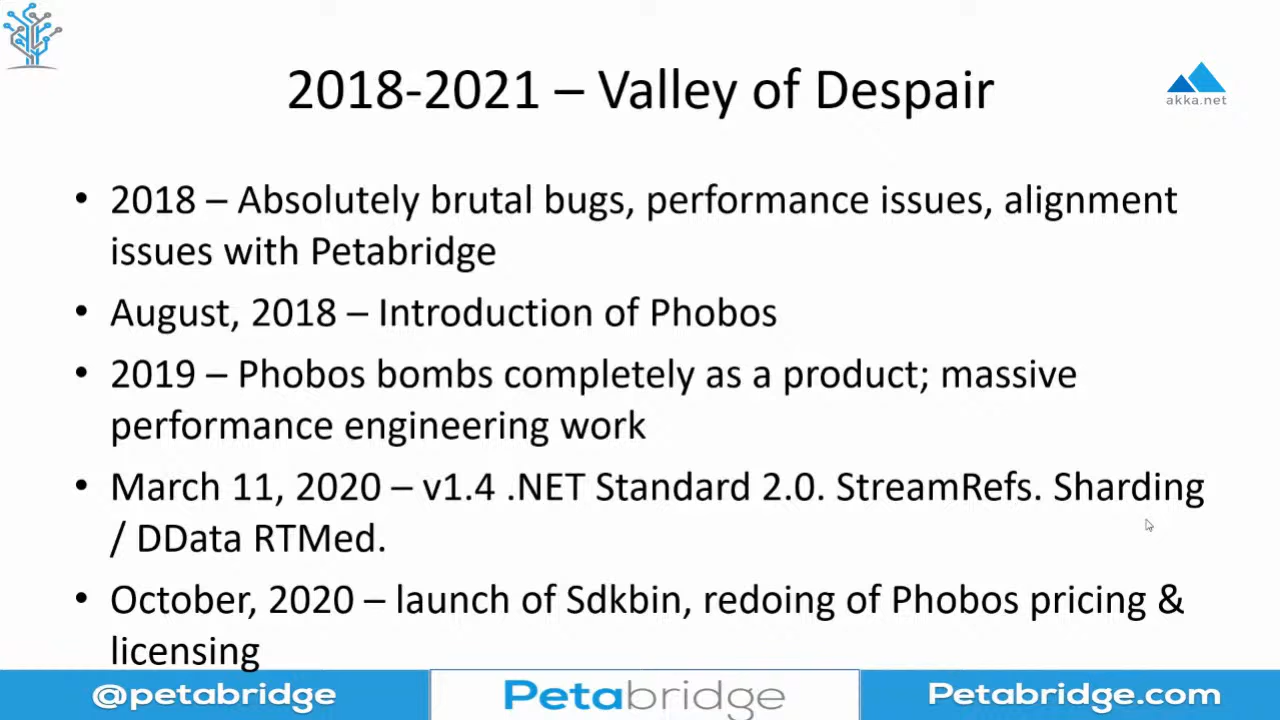 akka.net
2018-2021 – Valley of Despair
• 2018 – Absolutely brutal bugs, performance issues, alignment
issues with Petabridge
• August, 2018 – Introduction of Phobos
• 2019 – Phobos bombs completely as a product; massive
performance engineering work
• March 11, 2020 – v1.4 .NET Standard 2.0. StreamRefs. Sharding
/ DData RTMed.
• October, 2020 – launch of Sdkbin, redoing of Phobos pricing &
licensing
@petabridge
Petabridge
Petabridge.com